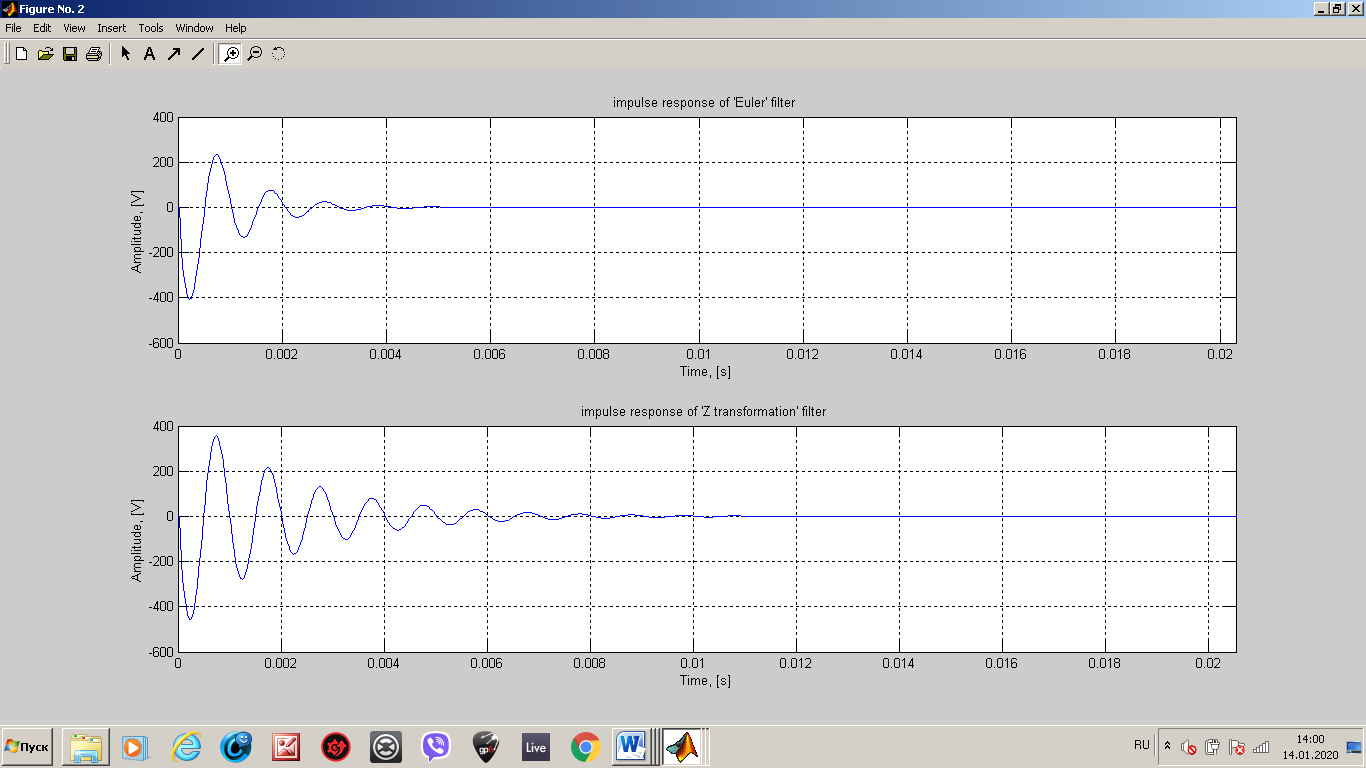 Figure No. 2
File Edit View Insert Tools Window Help
A
impulse response of 'Euler' filter
400
200
0
-200
-400
-600
Amplitude, [V]
0 0.002 0.004 0.006 0.008 0.01 0.012 0.014 0.016 0.018 0.02
Time, [s]
impulse response of 'Z transformation' filter
400
200
0
-200
-400
-600
Amplitude, [V]
0 0.002 0.004 0.006 0.008 0.01 0.012 0.014 0.016 0.018 0.02
Time, [s]
Пуск
gp6
Live
W
RU
14:00
14.01.2020